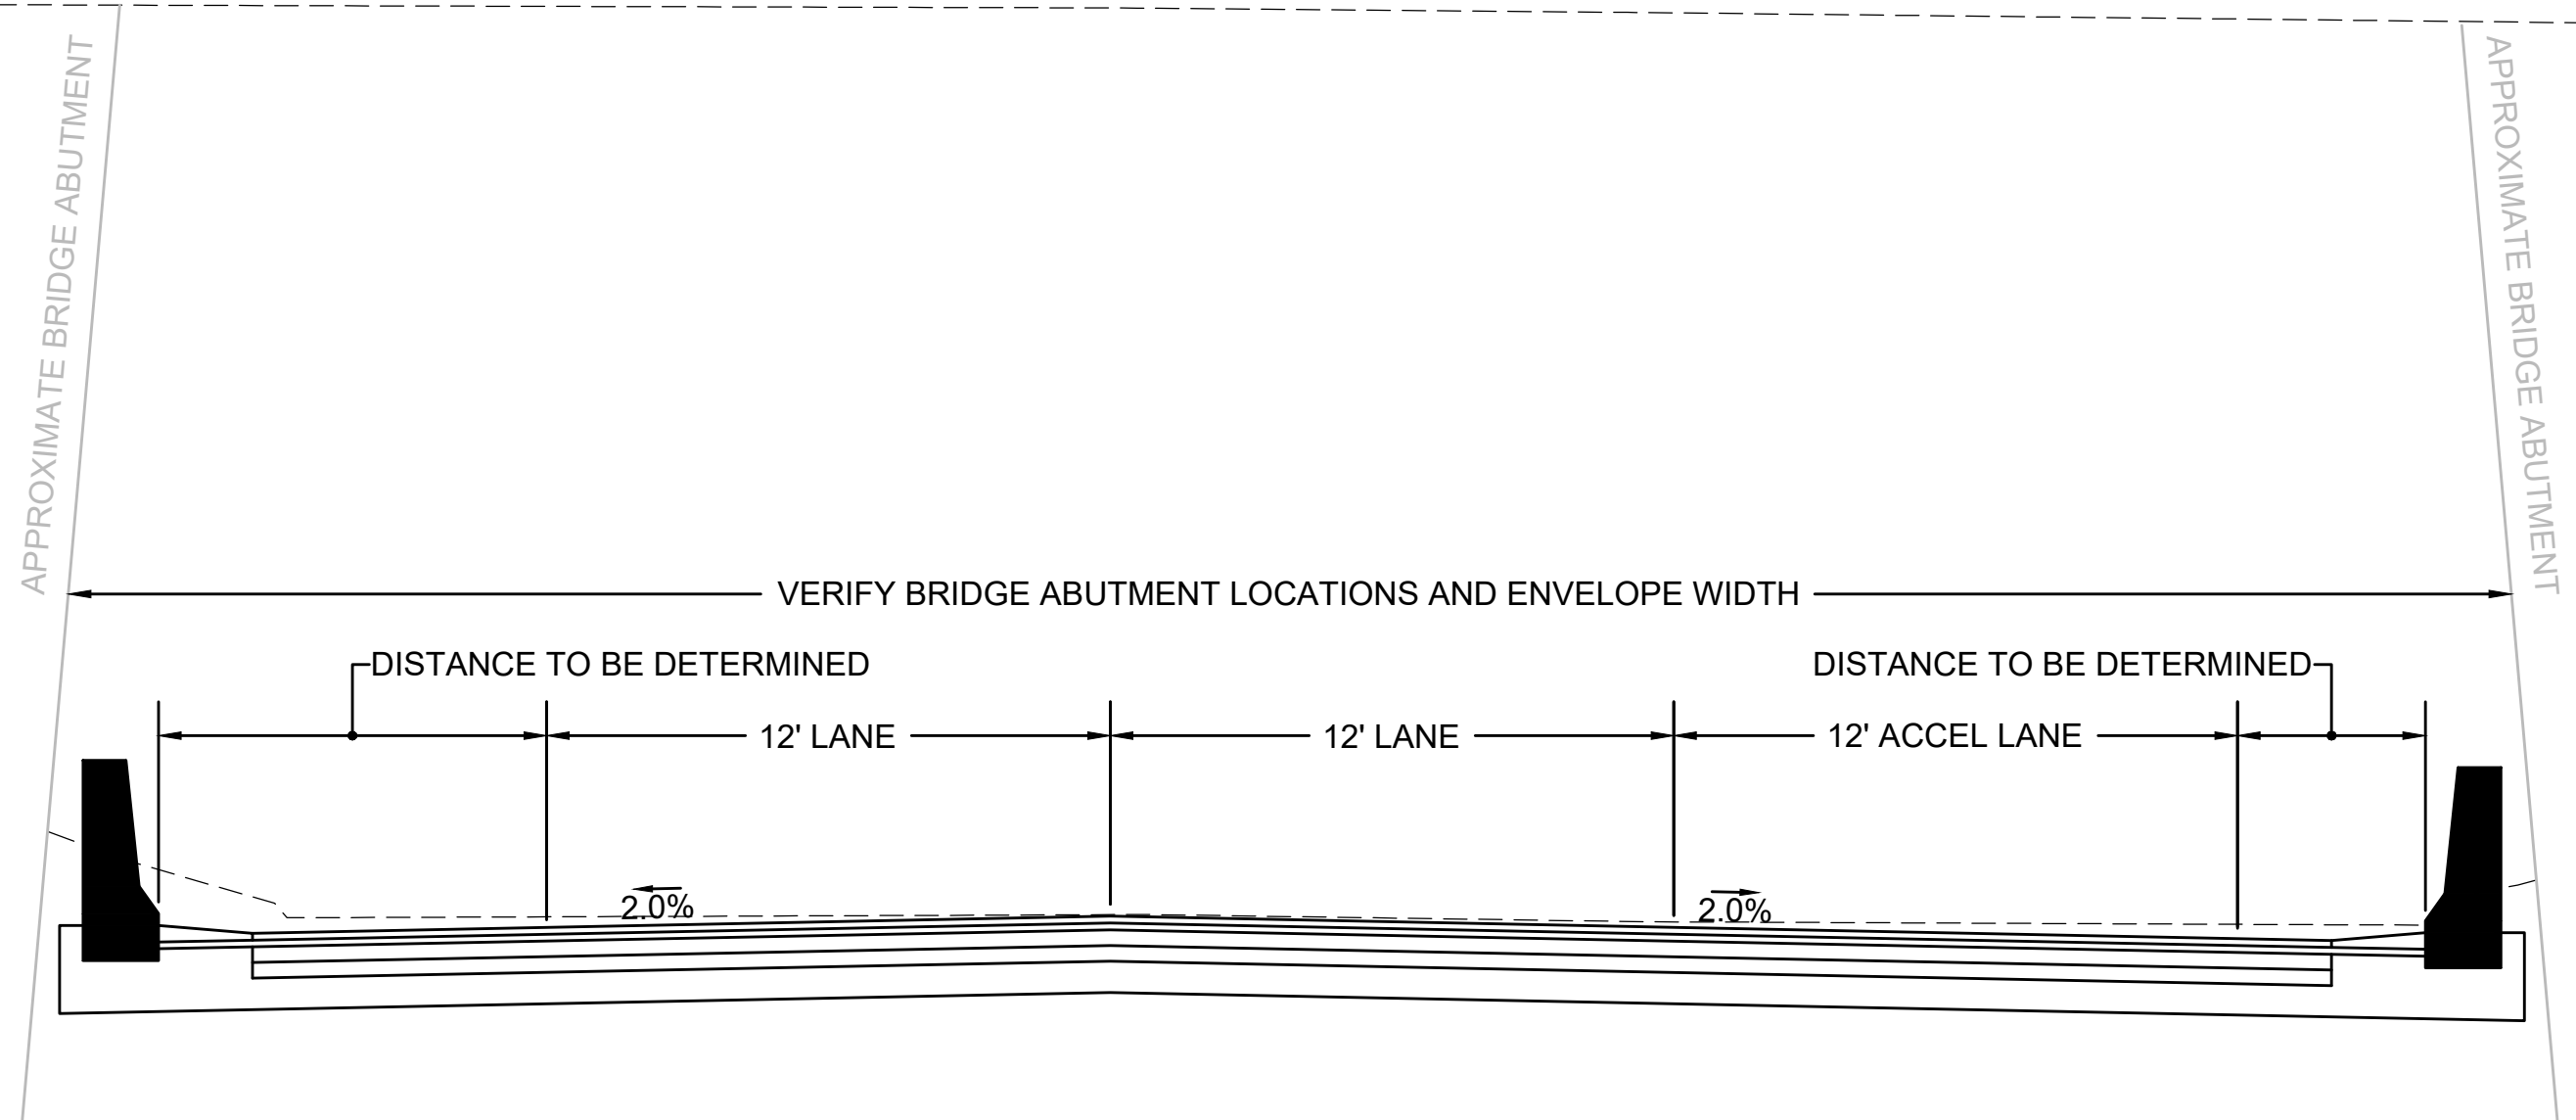 APPROXIMATE BRIDGE ABUTMENT
APPROXIMATE BRIDGE ABUTMENT
VERIFY BRIDGE ABUTMENT LOCATIONS AND ENVELOPE WIDTH
DISTANCE TO BE DETERMINED
DISTANCE TO BE DETERMINED
12' LANE
12' LANE
12' ACCEL LANE
2.0%
2.0%